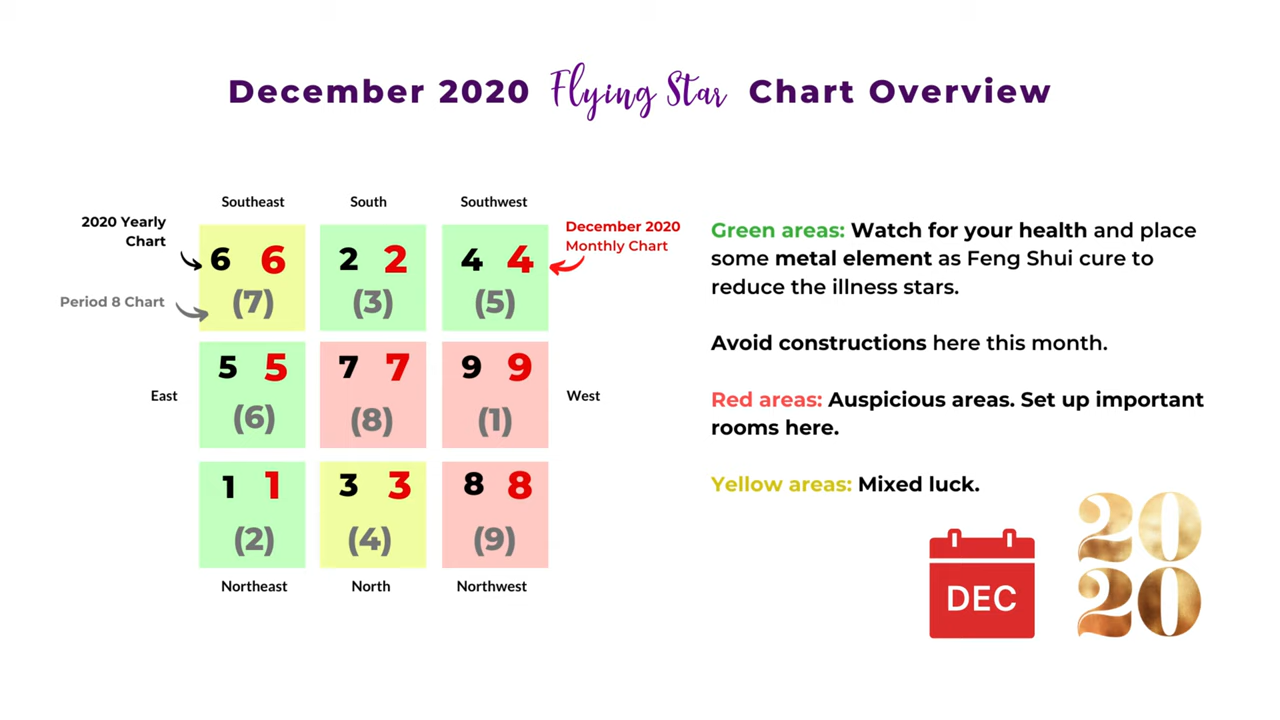 December 2020 Flying Star Chart Overview
Southeast South Southwest
2020 Yearly
Chart
Period 8 Chart
December 2020
Monthly Chart
6 6 2 2 4 4
(7) (3) (5)
East
5 5 7 7 9 9
(6) (8) (1)
West
1 1 3 3 8 8
(2) (4) (9)
Northeast North Northwest
Green areas: Watch for your health and place
some metal element as Feng Shui cure to
reduce the illness stars.
Avoid constructions here this month.
Red areas: Auspicious areas. Set up important
rooms here.
Yellow areas: Mixed luck.
DEC
20
20